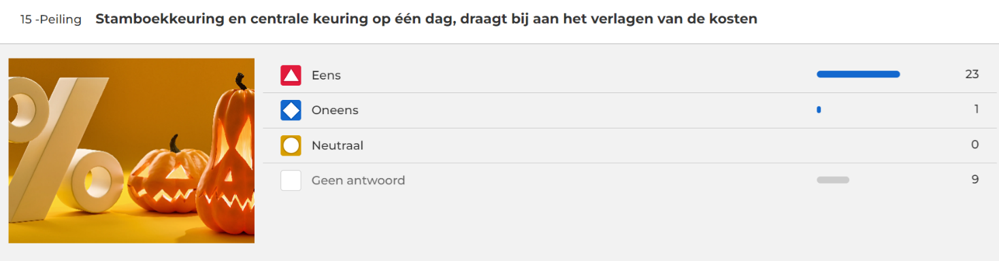 15 -Peiling Stamboekkeuring en centrale keuring op één dag, draagt bij aan het verlagen van de kosten
%
Eens 23
Oneens 1
Neutraal 0
Geen antwoord 9